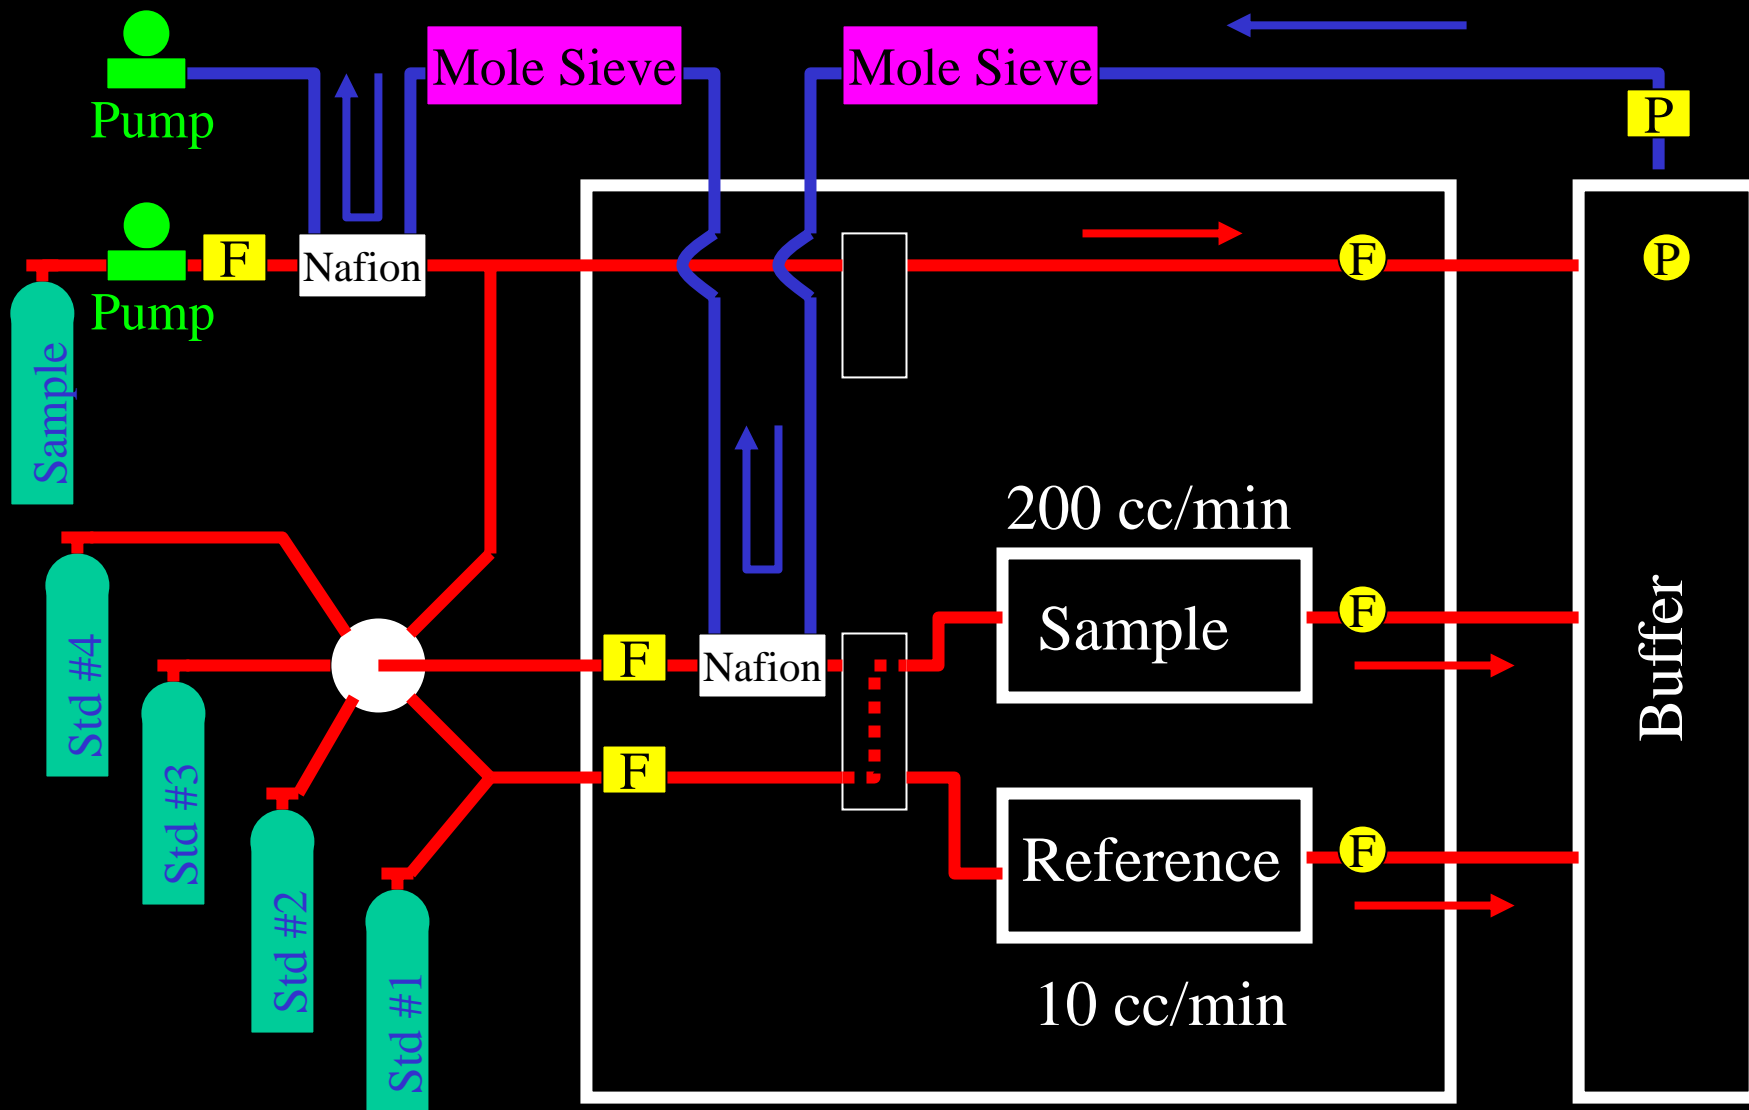 Mole Sieve
Mole Sieve
Pump
P
F
Nafion
F
P
Pump
Sample
200 cc/min
Sample
F
F
Nafion
Std #4
Buffer
F
Std #3
Reference
F
Std #2
10 cc/min
Std #1